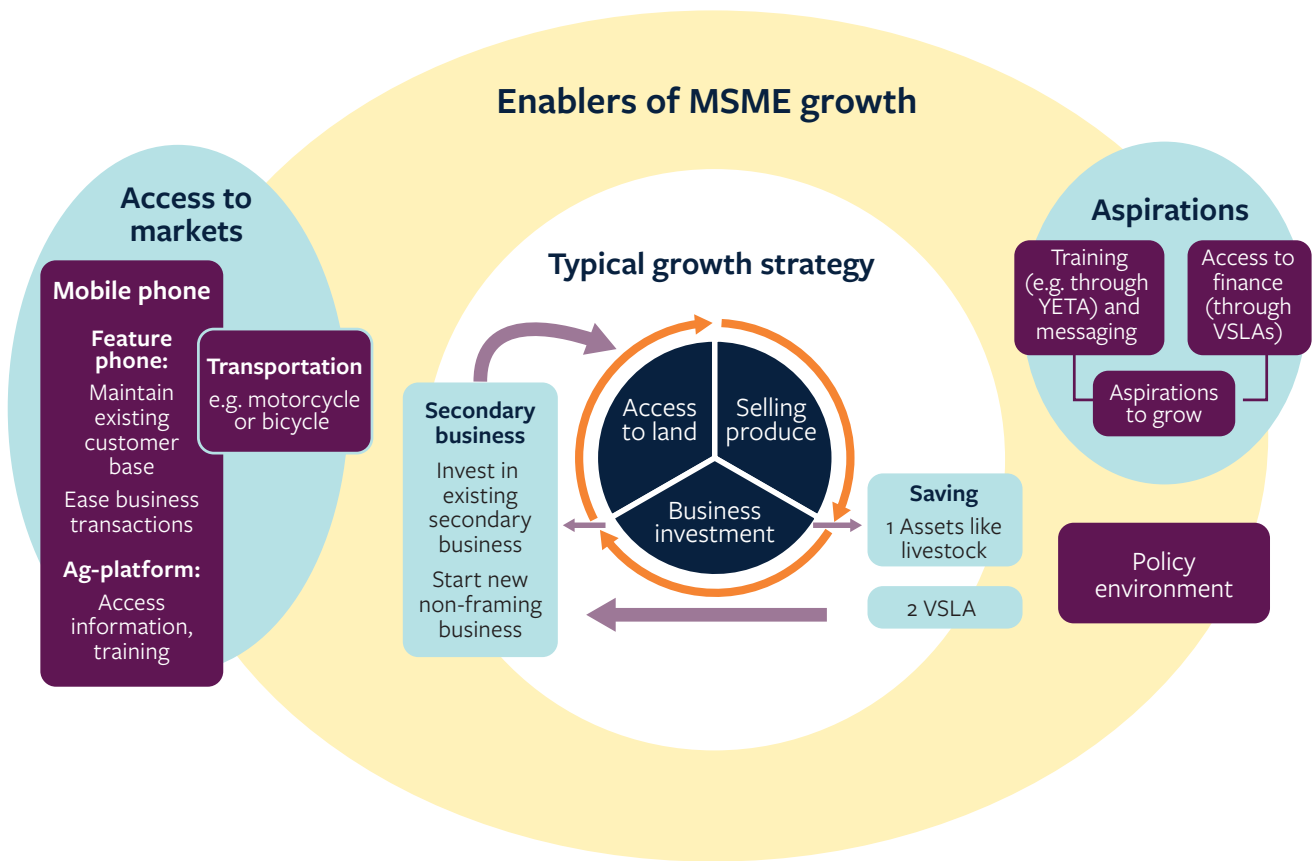 Enablers of MSME growth
Access to
markets
Mobile phone
Feature
phone:
Maintain
existing
customer
base
Ease business
transactions
Ag-platform:
Access
information,
training
Transportation
e.g. motorcycle
or bicycle
Typical growth strategy
Secondary
business
Invest in
existing
secondary
business
Start new
non-framing
business
Access
to land
Selling
produce
Business
investment
Saving
1 Assets like
livestock
2 VSLA
Aspirations
Training
(e.g. through
YETA) and
messaging
Access to
finance
(through
VSLAs)
Aspirations
to grow
Policy
environment